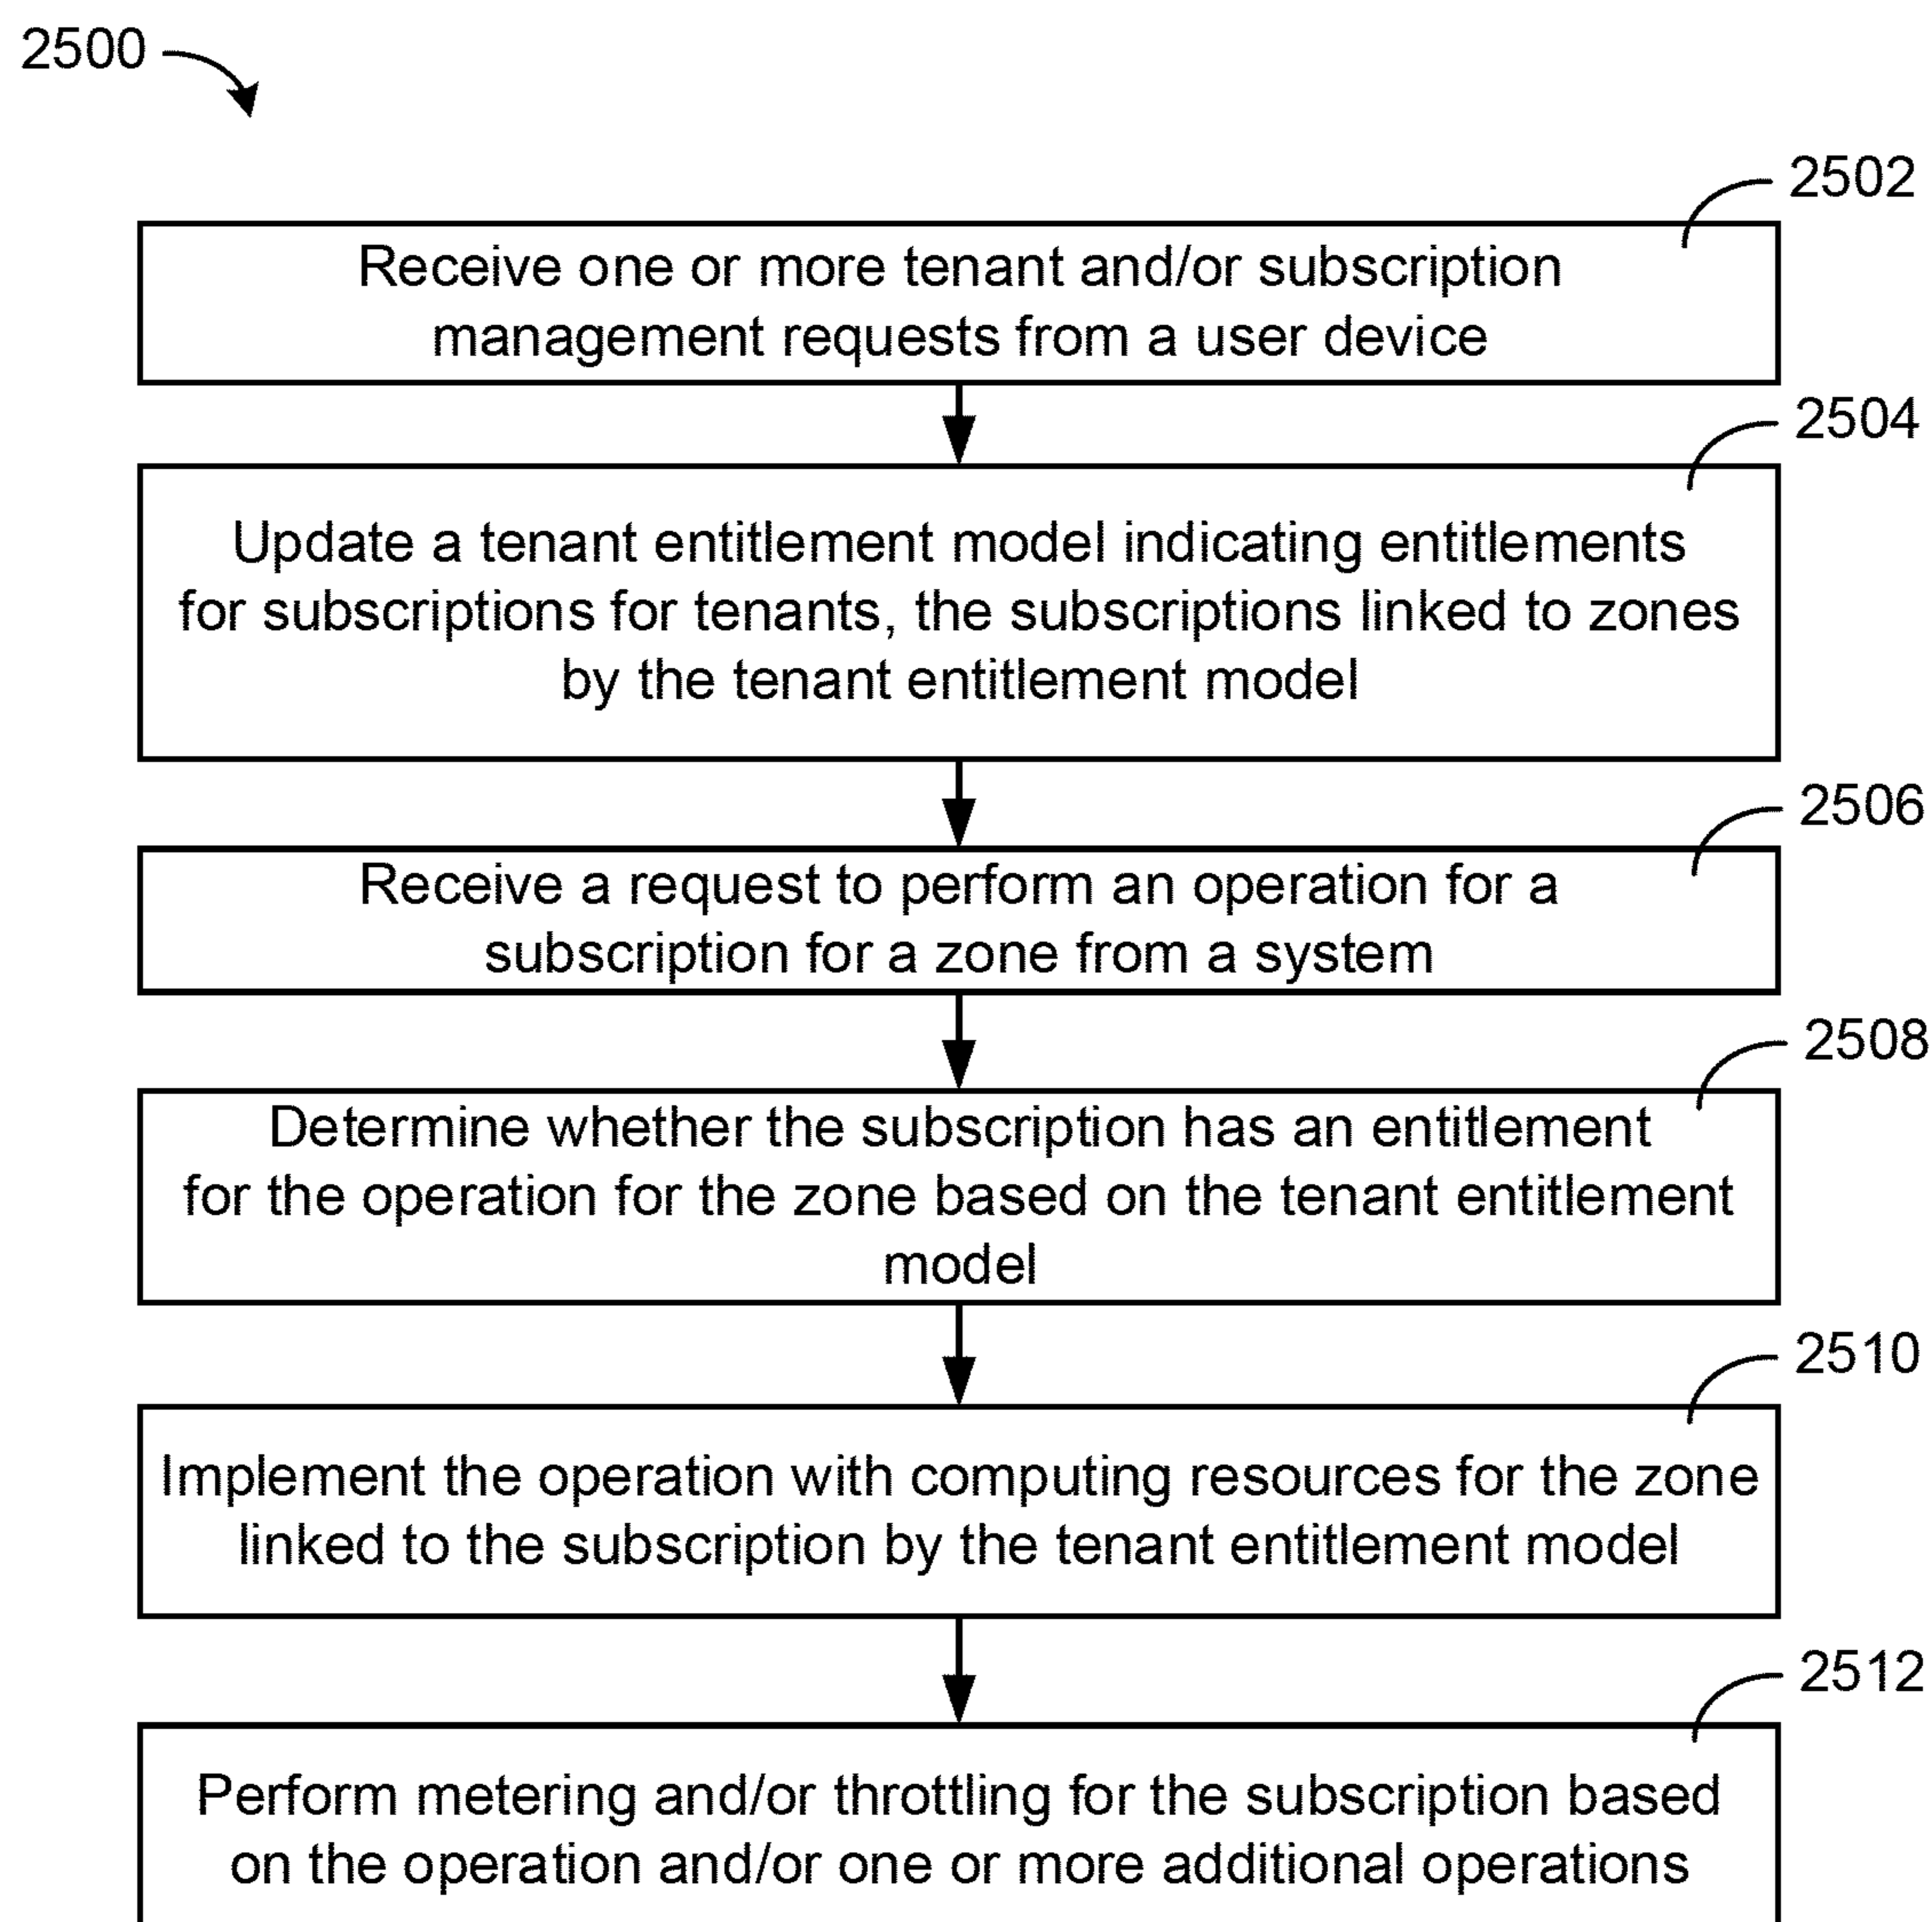 2500
2502
Receive one or more tenant and/or subscription
management requests from a user device
2504
Update a tenant entitlement model indicating entitlements
for subscriptions for tenants, the subscriptions linked to zones
by the tenant entitlement model
2506
Receive a request to perform an operation for a
subscription for a zone from a system
2508
Determine whether the subscription has an entitlement
for the operation for the zone based on the tenant entitlement
model
2510
Implement the operation with computing resources for the zone
linked to the subscription by the tenant entitlement model
2512
Perform metering and/or throttling for the subscription based
on the operation and/or one or more additional operations